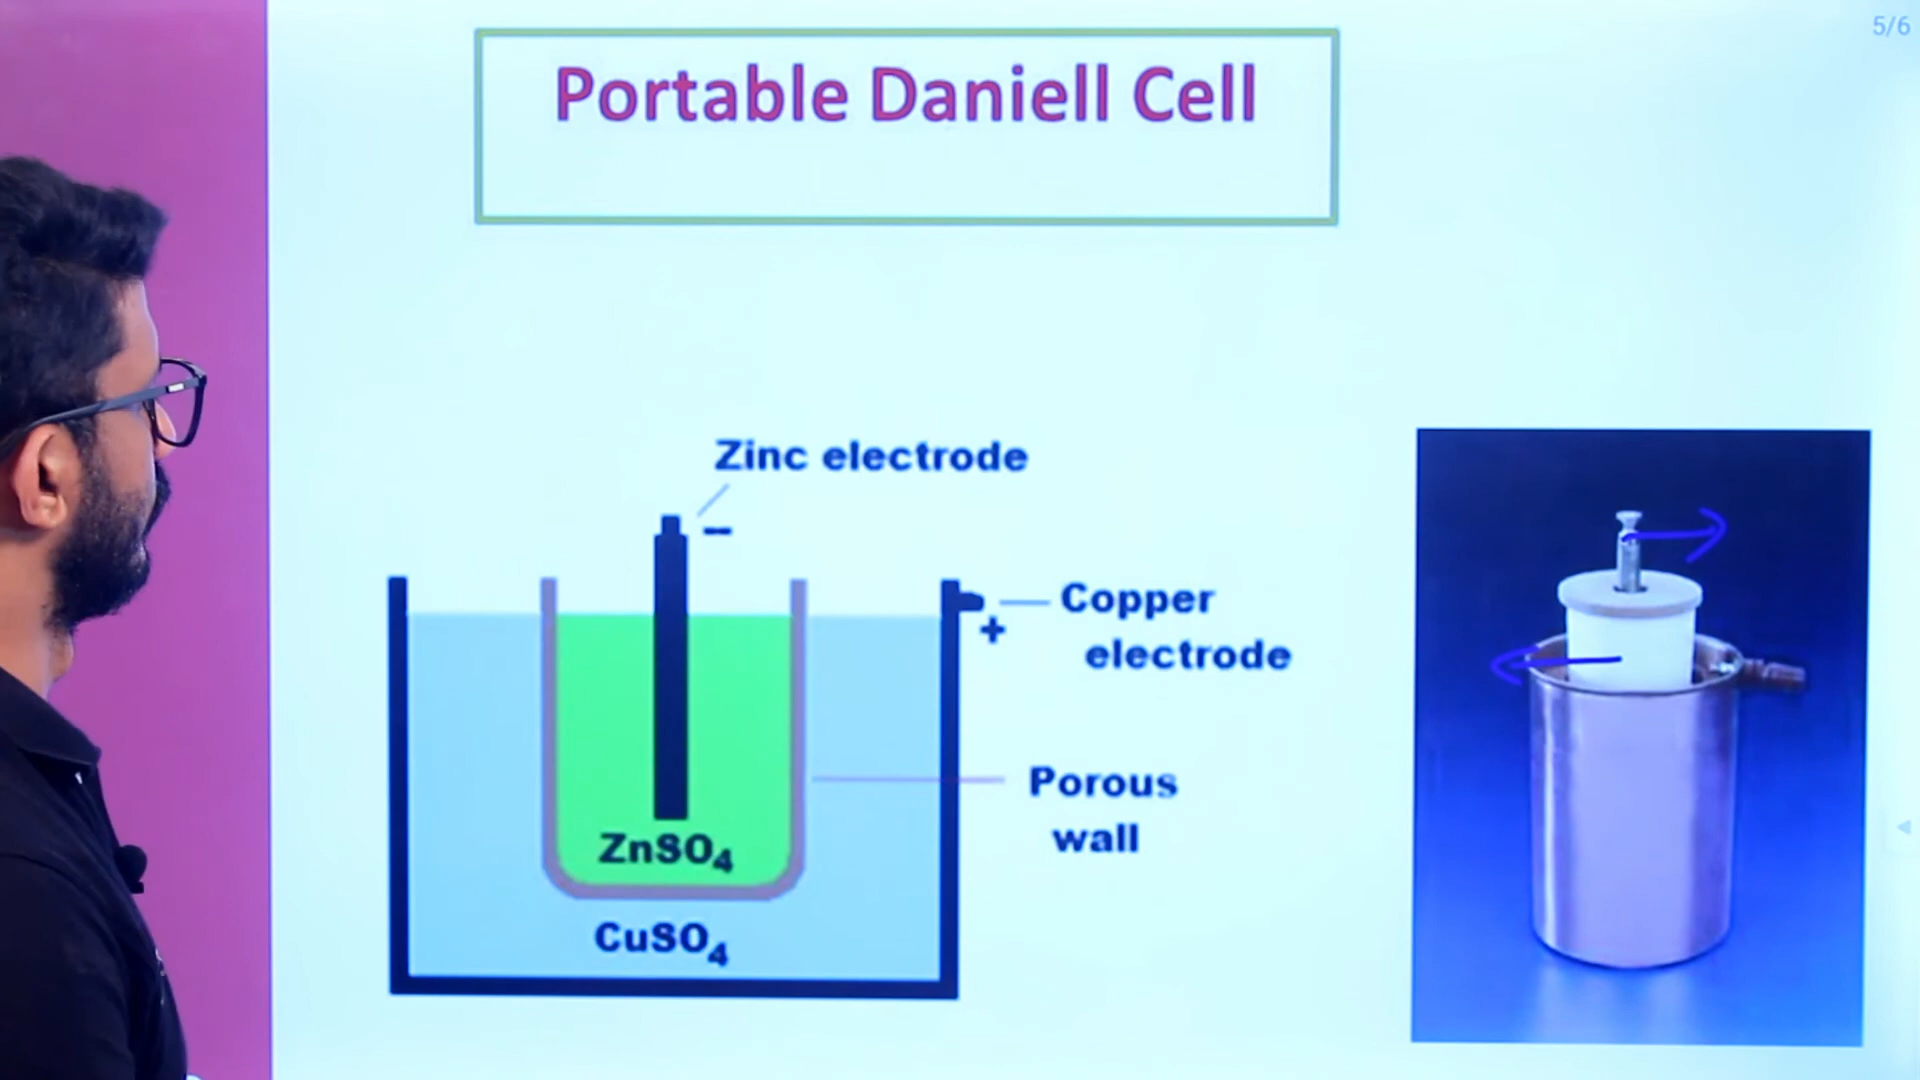 5/6
Portable Daniell Cell
Zinc electrode
−
Copper
electrode
+
Porous
wall
ZnSO₄
CuSO₄